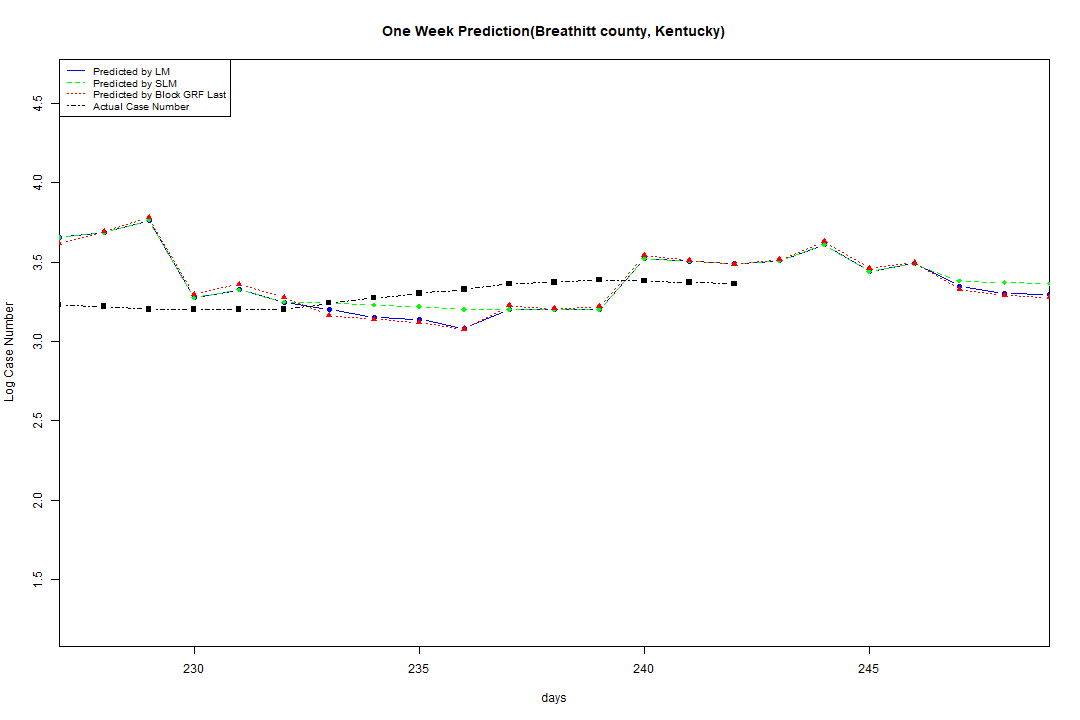 One Week Prediction(Breathitt county, Kentucky)
Predicted by LM
Predicted by SLM
Predicted by Block GRF Last
Actual Case Number
4.5
4.0
3.5
3.0
2.5
2.0
1.5
Log Case Number
230 235 240 245
days